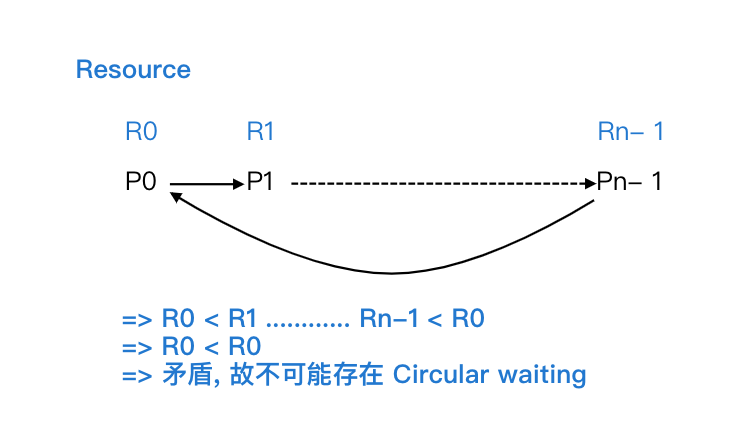 Resource
R0 R1 Rn- 1
P0 P1 Pn- 1
=> R0 < R1 ............ Rn-1 < R0
=> R0 < R0
=> 矛盾, 故不可能存在 Circular waiting